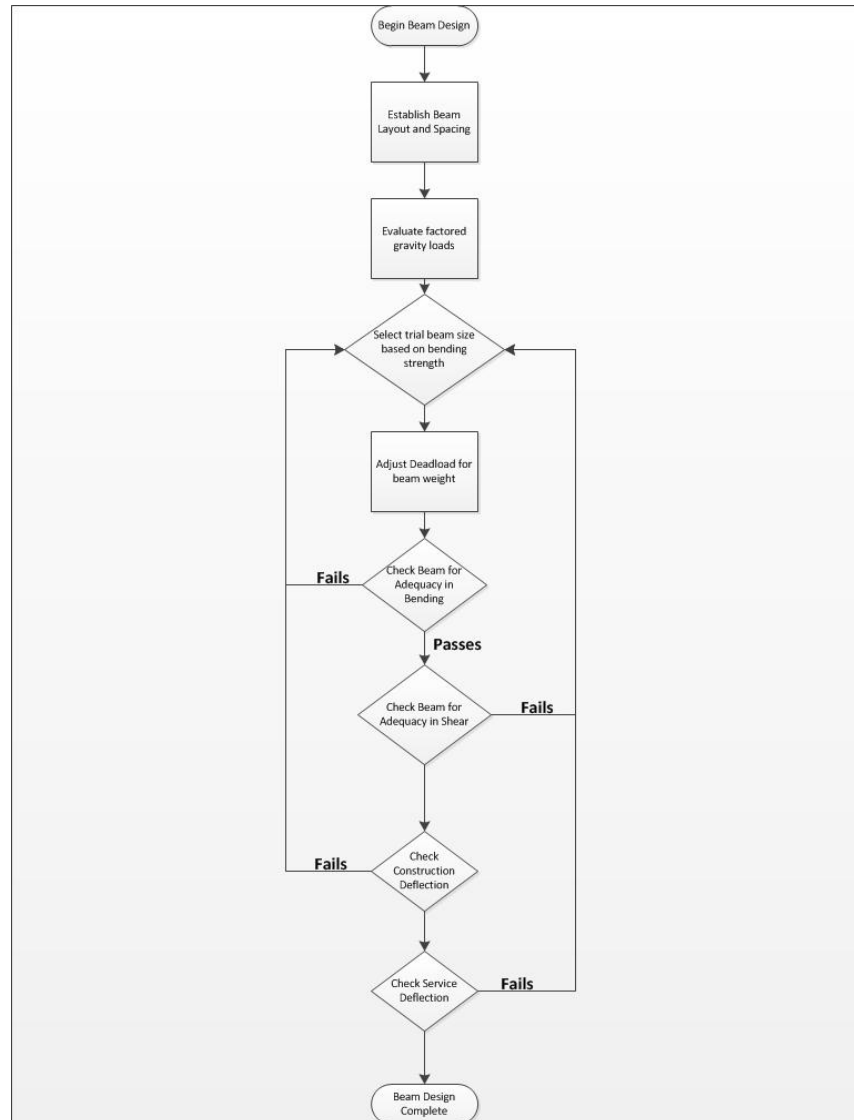 Begin Beam Design
Establish Beam
Layout and Spacing
Evaluate factored
gravity loads
Select trial beam size
based on bending
strength
Adjust Deadload for
beam weight
Check Beam for
Adequacy in
Bending
Fails
Passes
Check Beam for
Adequacy in Shear
Fails
Check
Construction
Deflection
Fails
Check Service
Deflection
Fails
Beam Design
Complete